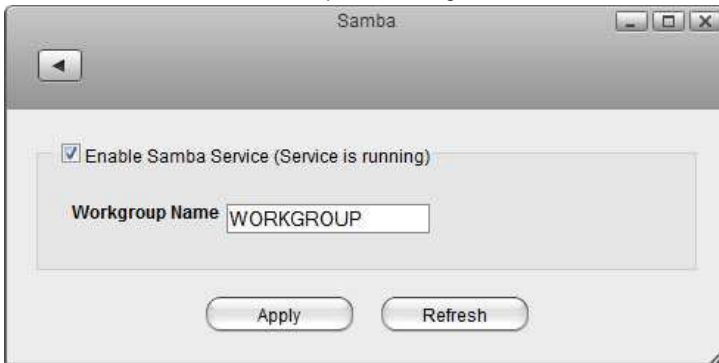 Samba
Enable Samba Service (Service is running)
Workgroup Name WORKGROUP
Apply Refresh